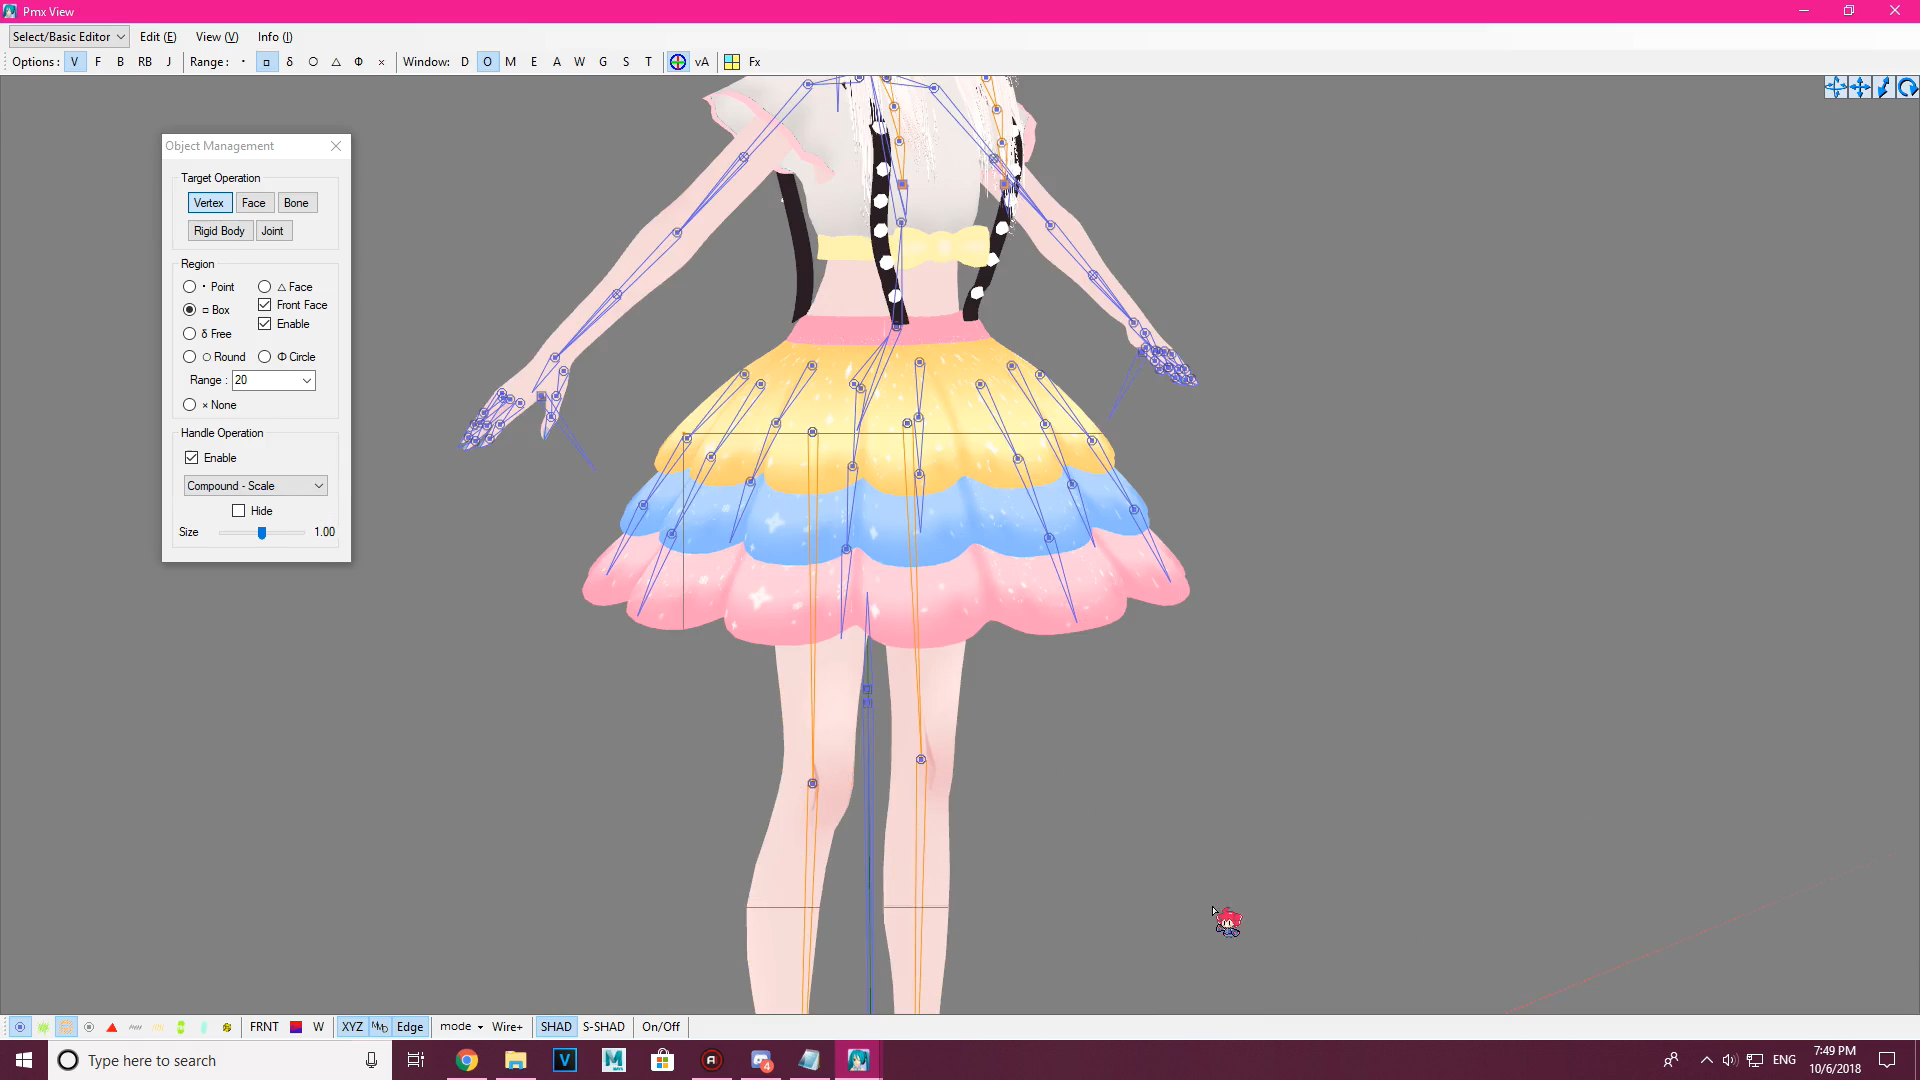 Pmx View
Select/Basic Editor Edit (E) View (V) Info (I)
Options : V F B RB J Range : Window: D O M E A W G S T vA Fx
Object Management
Target Operation
Vertex Face Bone
Rigid Body Joint
Region
Point
Face
Box
Front Face
Enable
δ Free
Round
Φ Circle
Range : 20
× None
Handle Operation
Enable
Compound - Scale
Hide
Size 1.00
FRNT W XYZ Edge mode Wire+ SHAD S-SHAD On/Off
Type here to search
ENG
7:49 PM
10/6/2018